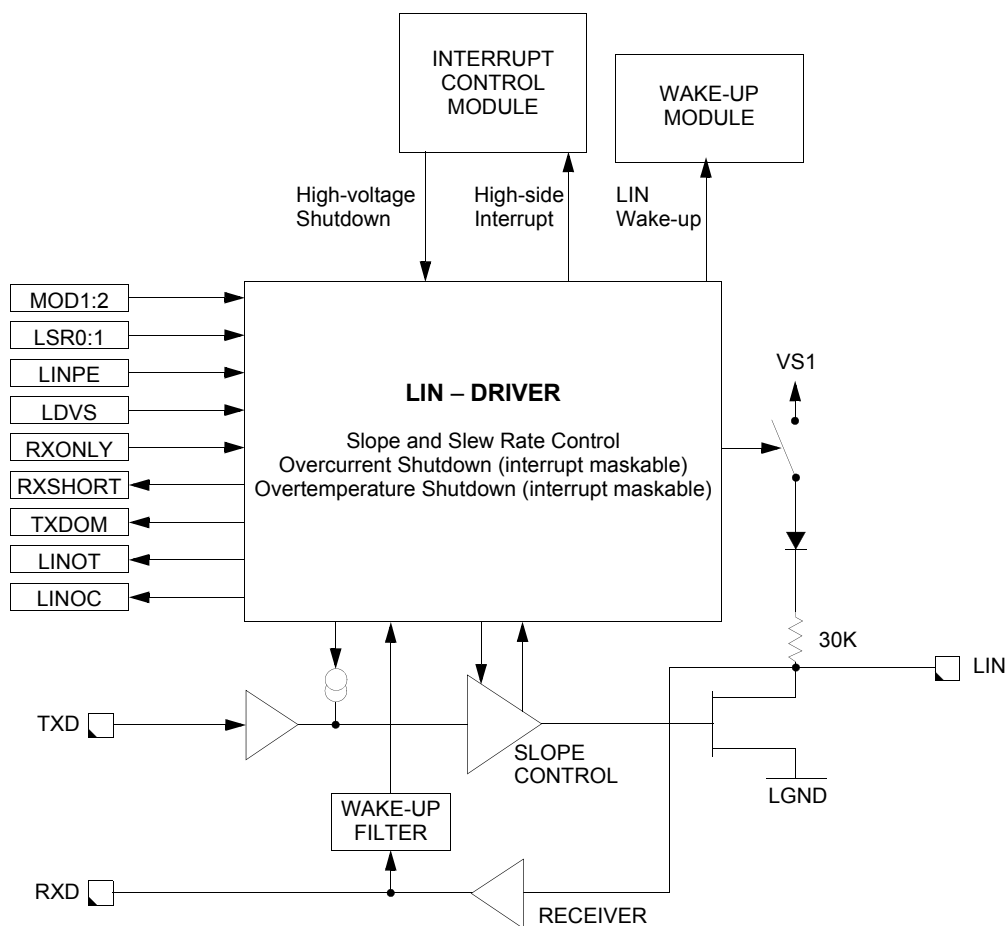 INTERRUPT
CONTROL
MODULE
WAKE-UP
MODULE
High-voltage
Shutdown
High-side
Interrupt
LIN
Wake-up
MOD1:2
LSR0:1
LINPE
LDVS
RXONLY
RXSHORT
TXDOM
LINOT
LINOC
LIN – DRIVER
Slope and Slew Rate Control
Overcurrent Shutdown (interrupt maskable)
Overtemperature Shutdown (interrupt maskable)
VS1
30K
LIN
TXD
SLOPE
CONTROL
LGND
WAKE-UP
FILTER
RXD
RECEIVER